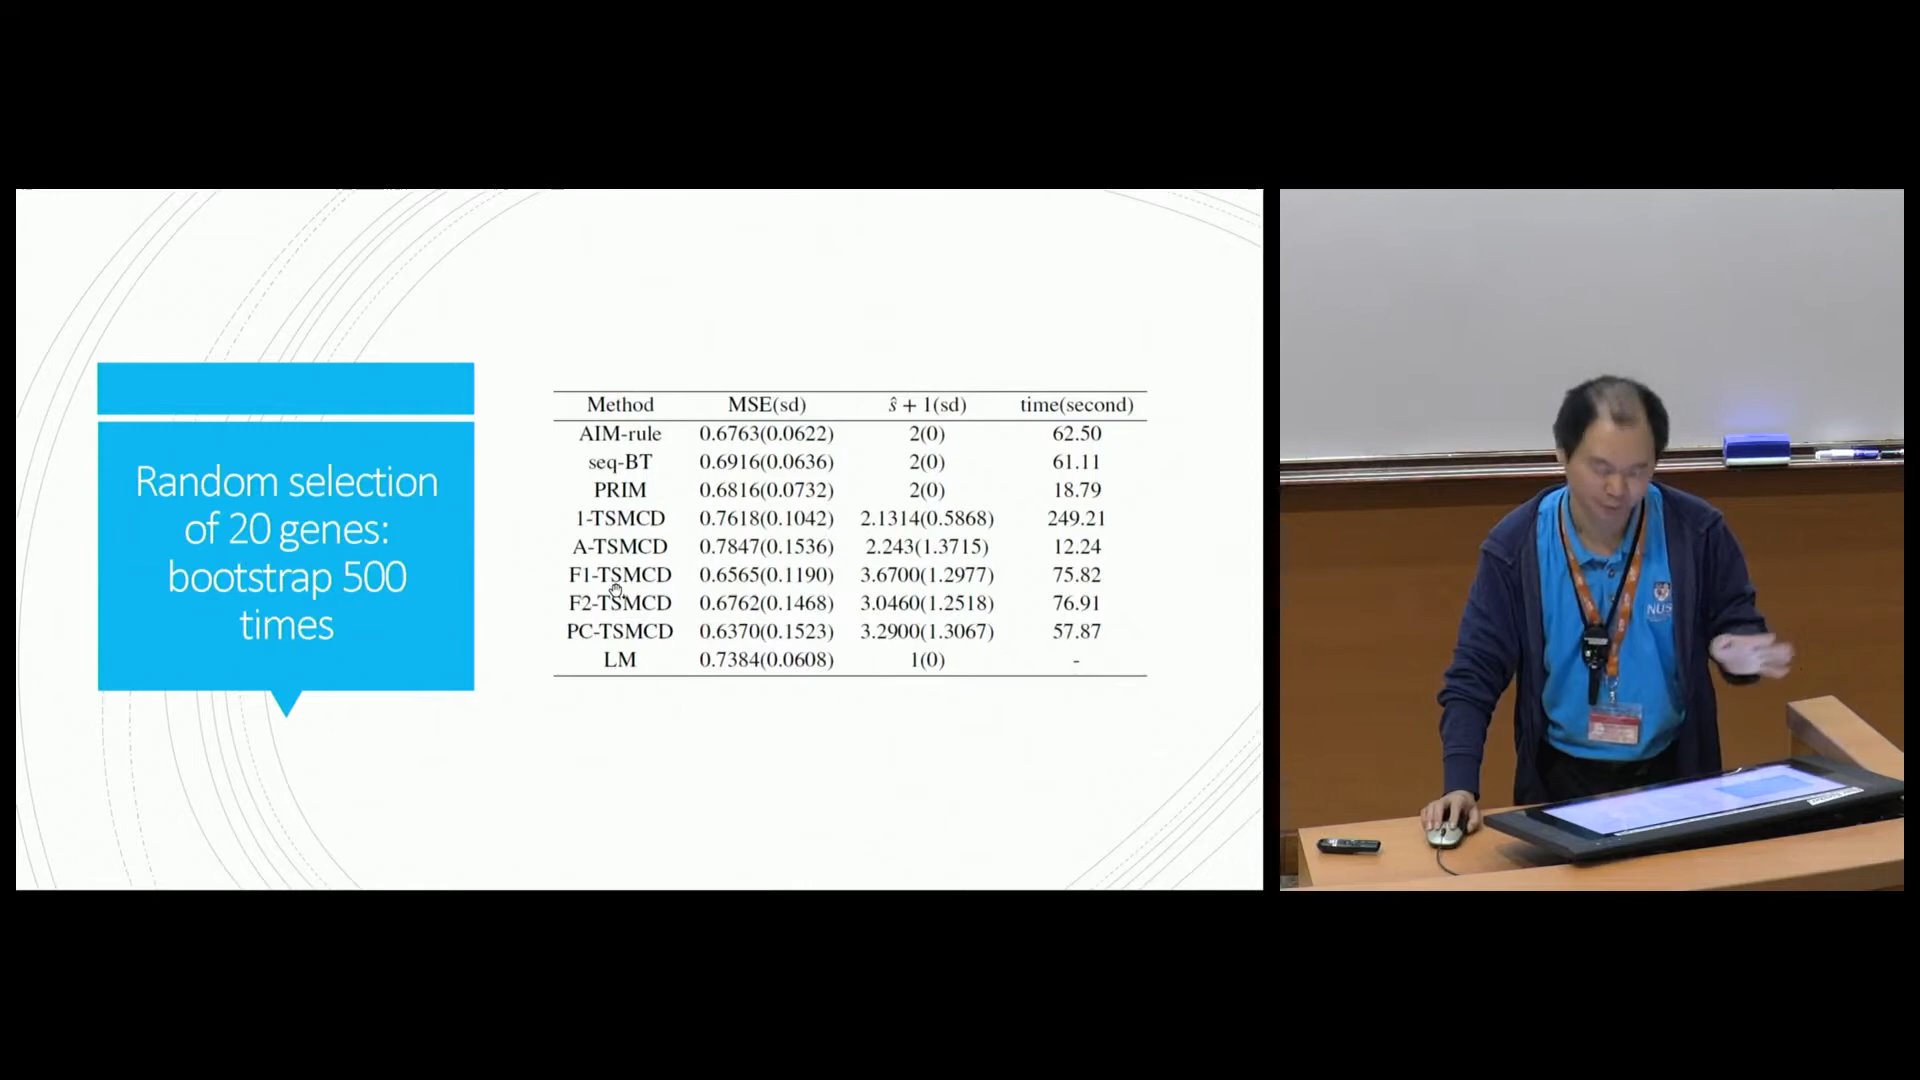 Random selection
of 20 genes:
bootstrap 500
times
Method MSE(sd) ŝ + 1(sd) time(second)
AIM-rule 0.6763(0.0622) 2(0) 62.50
seq-BT 0.6916(0.0636) 2(0) 61.11
PRIM 0.6816(0.0732) 2(0) 18.79
1-TSMCD 0.7618(0.1042) 2.1314(0.5868) 249.21
A-TSMCD 0.7847(0.1536) 2.243(1.3715) 12.24
F1-TSMCD 0.6565(0.1190) 3.6700(1.2977) 75.82
F2-TSMCD 0.6762(0.1468) 3.0460(1.2518) 76.91
PC-TSMCD 0.6370(0.1523) 3.2900(1.3067) 57.87
LM 0.7384(0.0608) 1(0) -
NUS